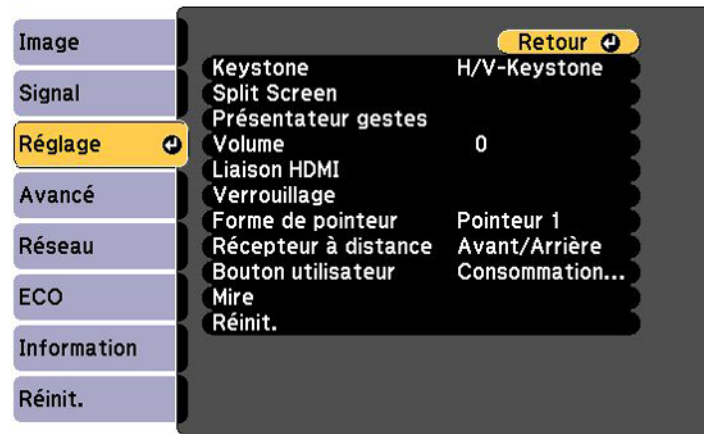 Image
Signal
Réglage
Avancé
Réseau
ECO
Information
Réinit.
Retour
Keystone H/V-Keystone
Split Screen
Présentateur gestes
Volume 0
Liaison HDMI
Verrouillage
Forme de pointeur Pointeur 1
Récepteur à distance Avant/Arrière
Bouton utilisateur Consommation...
Mire
Réinit.